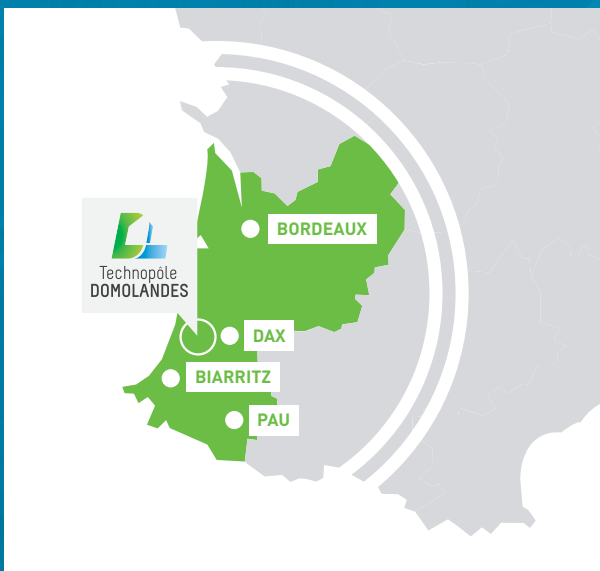 BORDEAUX
Technopôle
DOMOLANDES
DAX
BIARRITZ
PAU